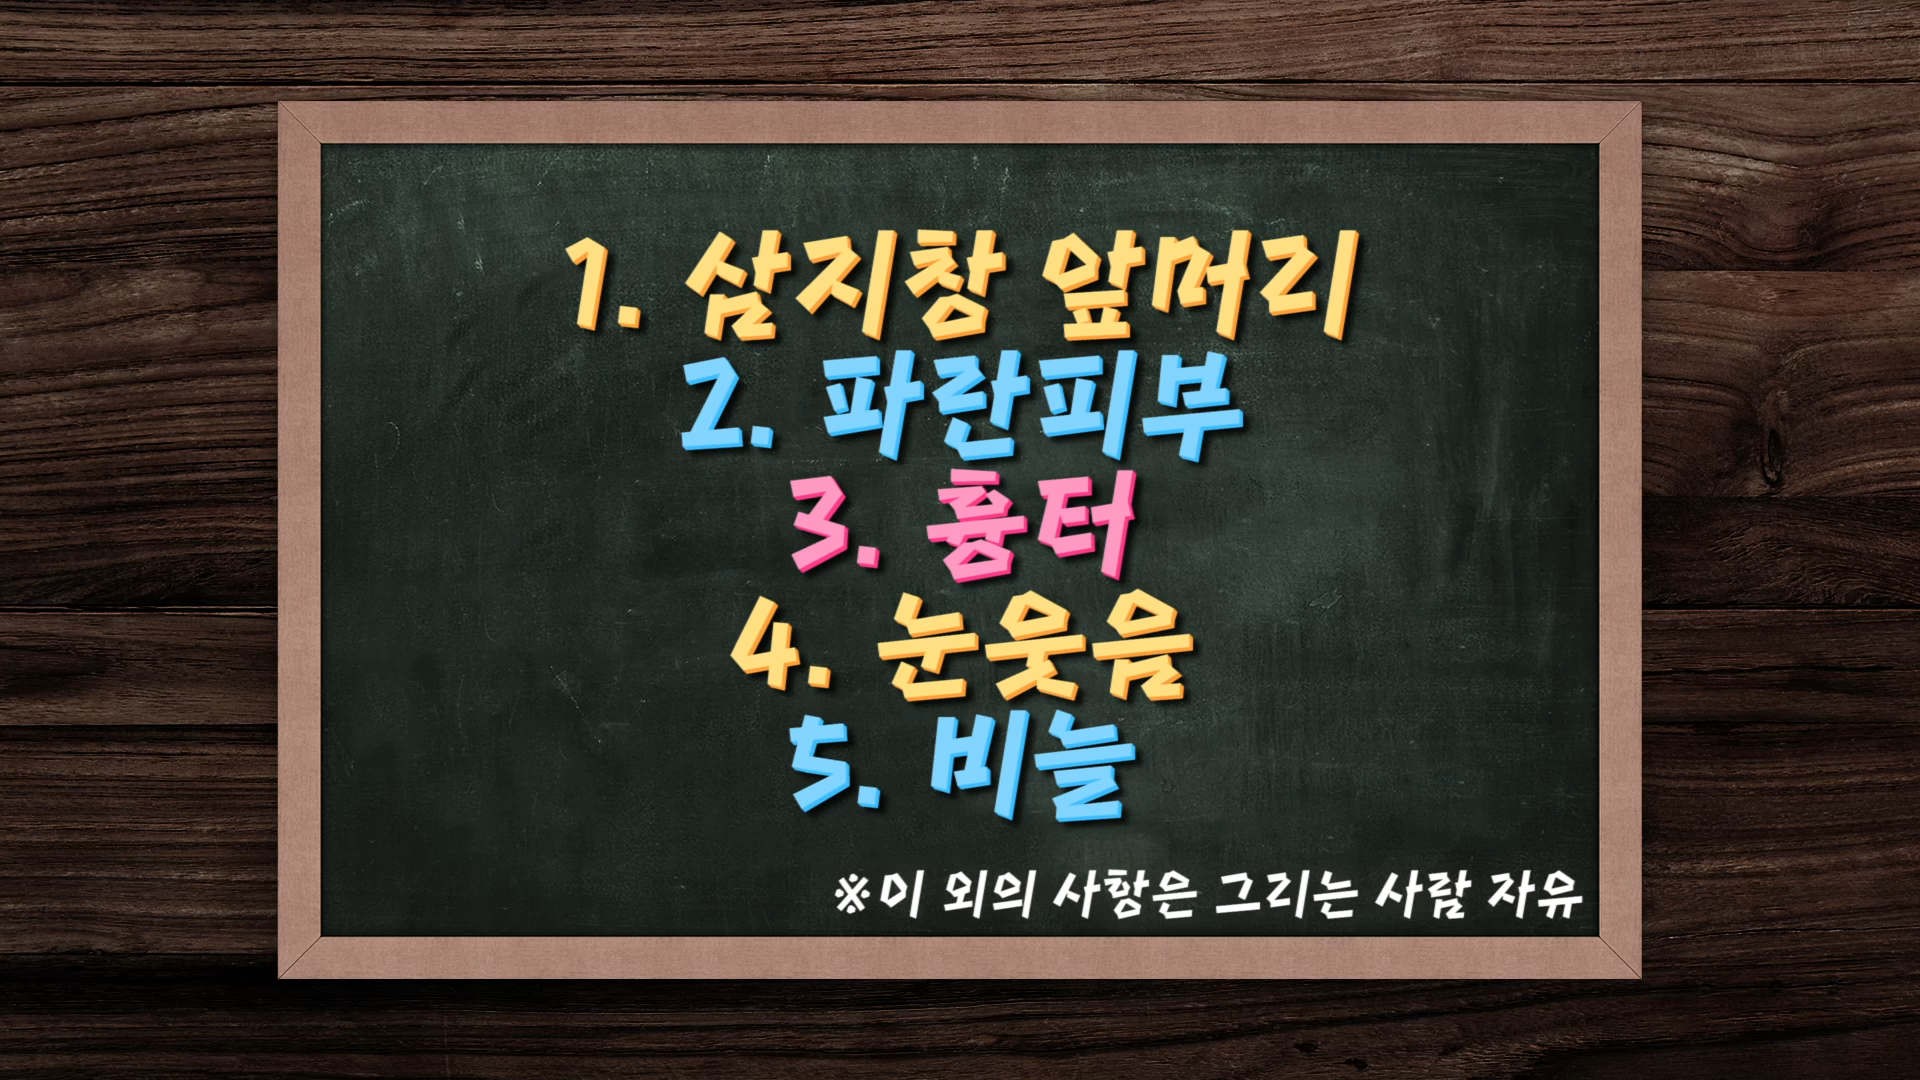 1. 삼지창 앞머리
2. 파란피부
3. 흉터
4. 눈웃음
5. 비늘
※이 외의 사항은 그리는 사람 자유